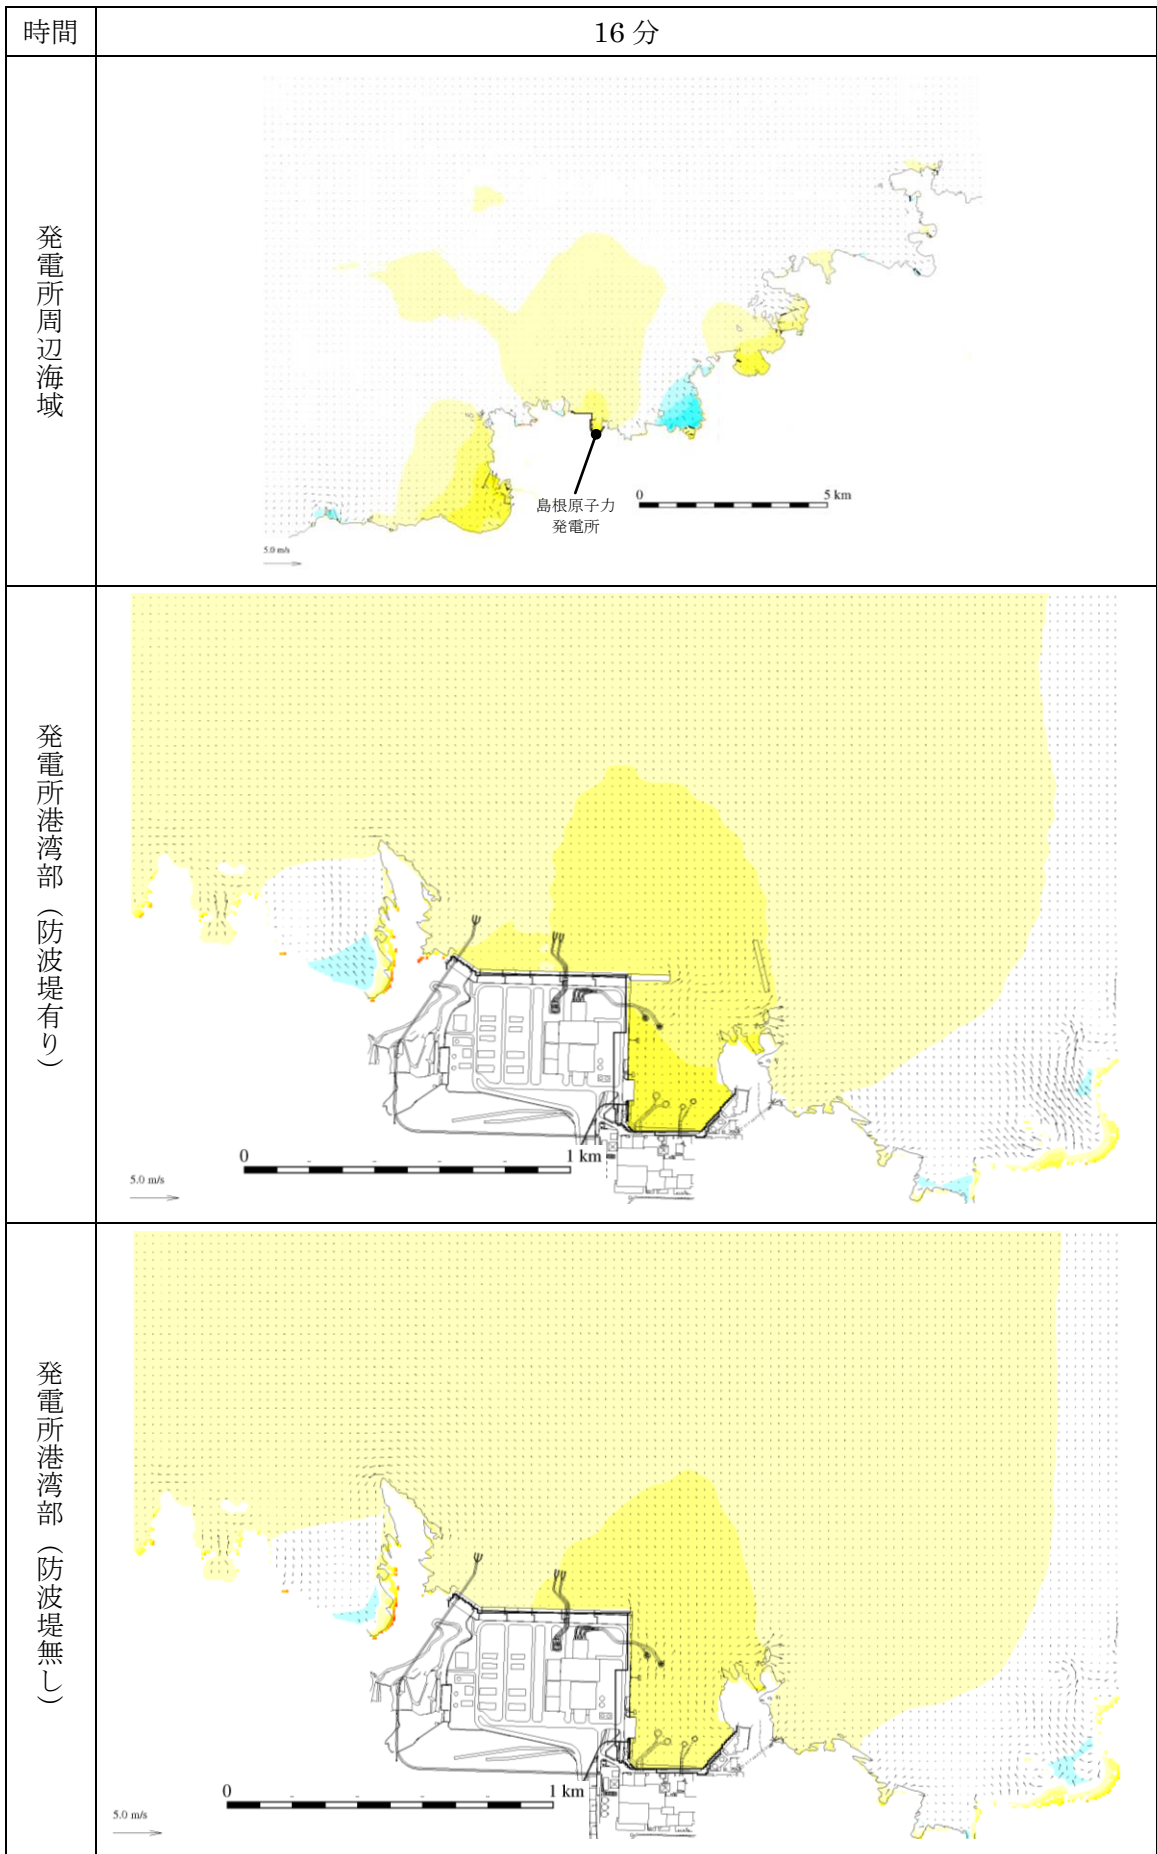 時間
16 分
発電所周辺海域
島根原子力
発電所
0 5 km
5.0 m/s
発電所港湾部（防波堤有り）
0 1 km
5.0 m/s
発電所港湾部（防波堤無し）
0 1 km
5.0 m/s